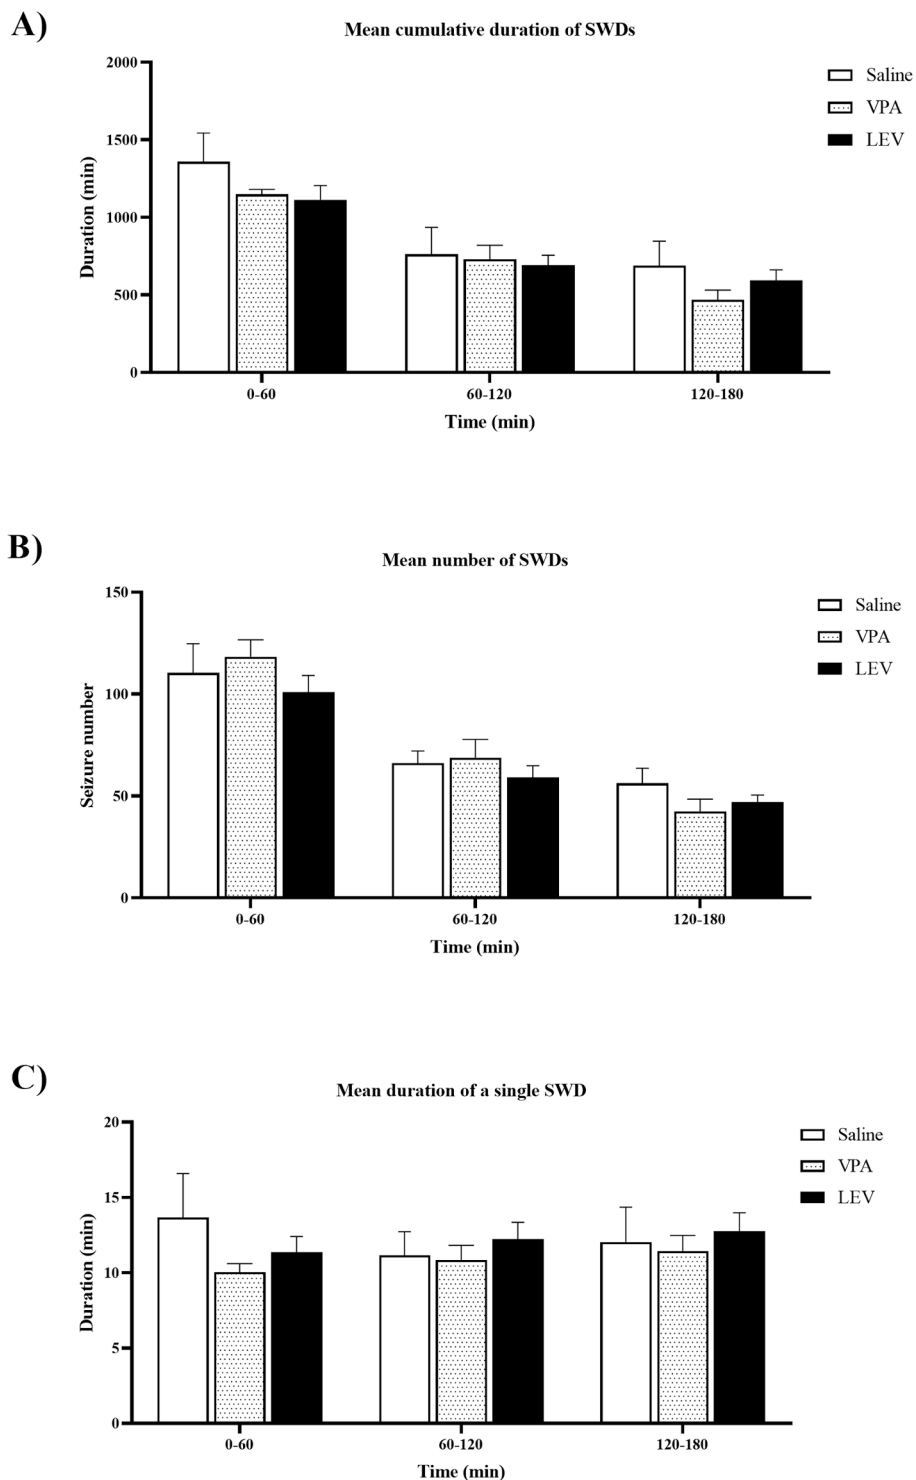 A)
Mean cumulative duration of SWDs
2000
1500
1000
500
0
Duration (min)
0-60
60-120
120-180
Time (min)
Saline
VPA
LEV
B)
Mean number of SWDs
150
100
50
0
Seizure number
0-60
60-120
120-180
Time (min)
Saline
VPA
LEV
C)
Mean duration of a single SWD
20
15
10
5
0
Duration (min)
0-60
60-120
120-180
Time (min)
Saline
VPA
LEV